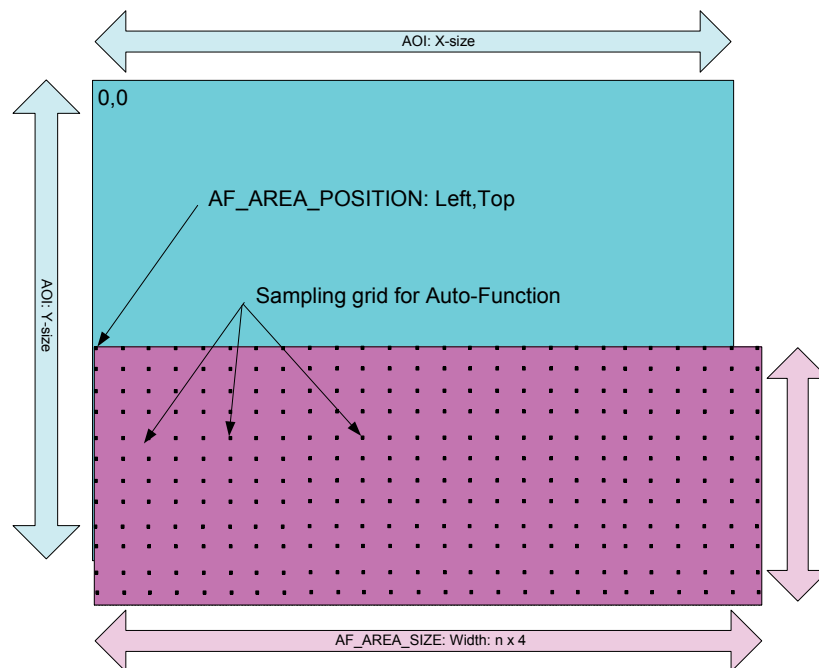 AOI: X-size
0,0
AF_AREA_POSITION: Left,Top
AOI: Y-size
Sampling grid for Auto-Function
AF_AREA_SIZE: Width: n x 4